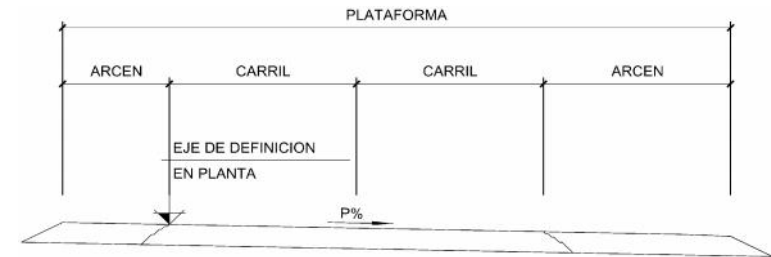 PLATAFORMA
ARCEN CARRIL CARRIL ARCEN
EJE DE DEFINICION
EN PLANTA
P%